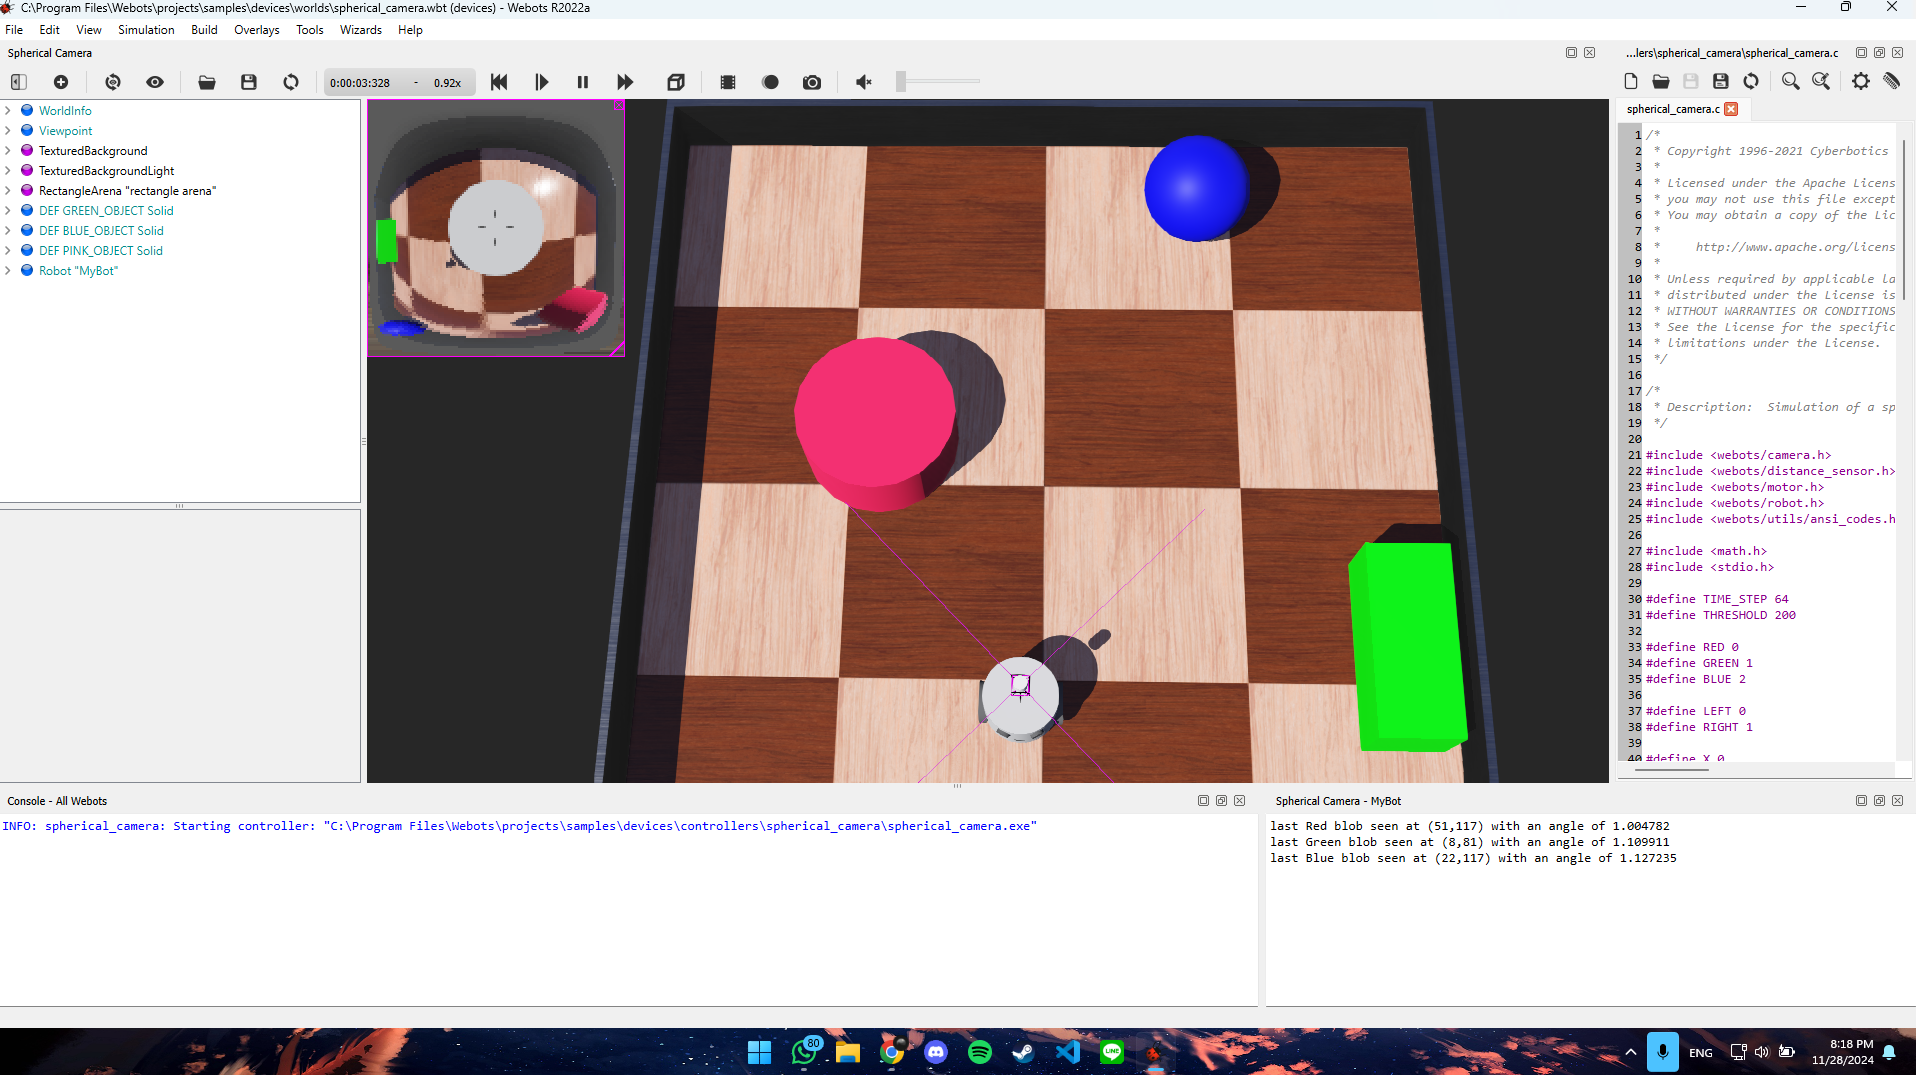 C:\Program Files\Webots\projects\samples\devices\worlds\spherical_camera.wbt (devices) - Webots R2022a
File Edit View Simulation Build Overlays Tools Wizards Help
Spherical Camera
0:00:03:328 - 0.92x
WorldInfo
Viewpoint
TexturedBackground
TexturedBackgroundLight
RectangleArena "rectangle arena"
DEF GREEN_OBJECT Solid
DEF BLUE_OBJECT Solid
DEF PINK_OBJECT Solid
Robot "MyBot"
...lers\spherical_camera\spherical_camera.c
spherical_camera.c
1 /*
2 * Copyright 1996-2021 Cyberbotics
3 *
4 * Licensed under the Apache Licens
5 * you may not use this file except
6 * You may obtain a copy of the Lic
7 *
8 * http://www.apache.org/licens
9 *
10 * Unless required by applicable la
11 * distributed under the License is
12 * WITHOUT WARRANTIES OR CONDITIONS
13 * See the License for the specific
14 * limitations under the License.
15 */
16
17 /*
18 * Description: Simulation of a sp
19 */
20
21 #include <webots/camera.h>
22 #include <webots/distance_sensor.h>
23 #include <webots/motor.h>
24 #include <webots/robot.h>
25 #include <webots/utils/ansi_codes.h
26
27 #include <math.h>
28 #include <stdio.h>
29
30 #define TIME_STEP 64
31 #define THRESHOLD 200
32
33 #define RED 0
34 #define GREEN 1
35 #define BLUE 2
36
37 #define LEFT 0
38 #define RIGHT 1
39
40 #define X 0
Console - All Webots
INFO: spherical_camera: Starting controller: "C:\Program Files\Webots\projects\samples\devices\controllers\spherical_camera\spherical_camera.exe"
Spherical Camera - MyBot
last Red blob seen at (51,117) with an angle of 1.004782
last Green blob seen at (8,81) with an angle of 1.109911
last Blue blob seen at (22,117) with an angle of 1.127235
80
LINE
ENG
8:18 PM
11/28/2024